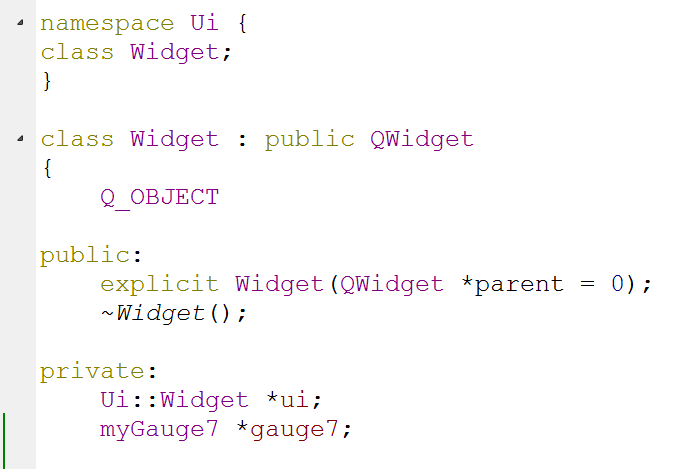 namespace Ui {
class Widget;
}
class Widget : public QWidget
{
    Q_OBJECT
public:
    explicit Widget(QWidget *parent = 0);
    ~Widget();
private:
    Ui::Widget *ui;
    myGauge7 *gauge7;